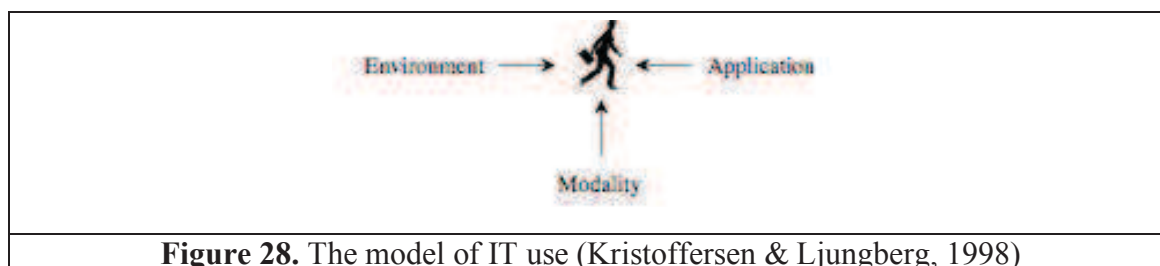 Environment Application
Modality
Figure 28. The model of IT use (Kristoffersen & Ljungberg, 1998)